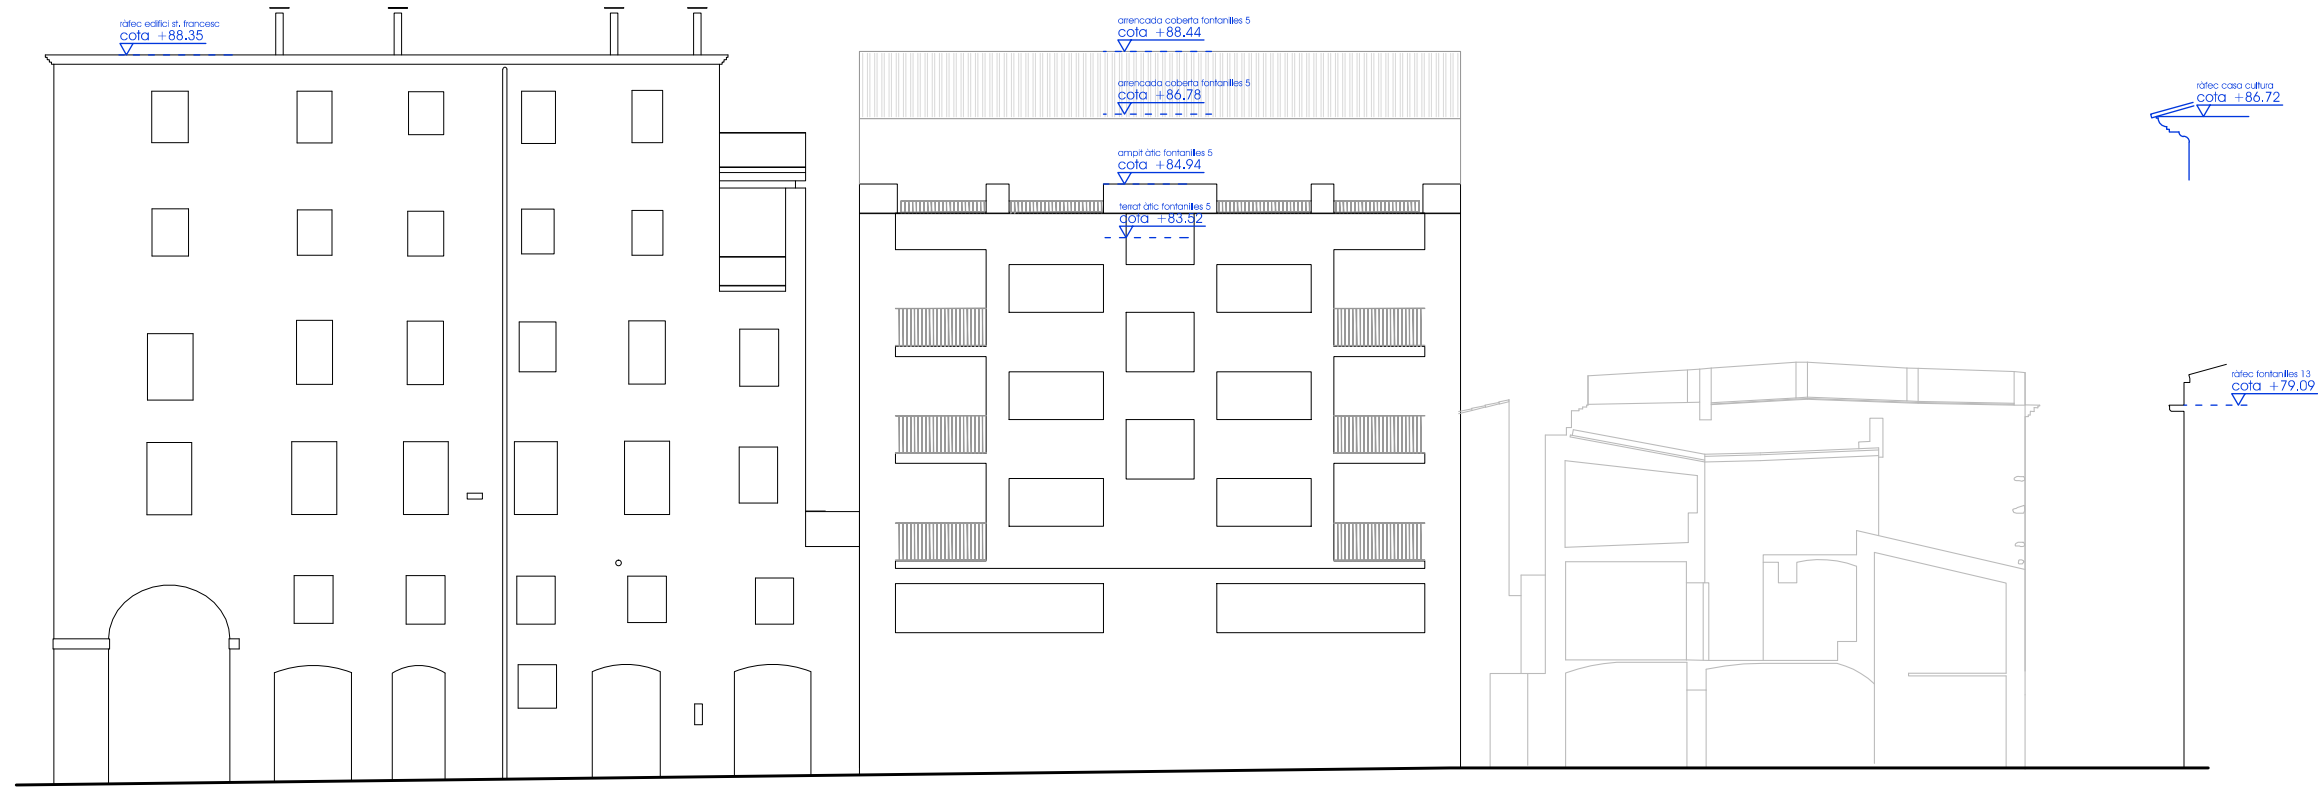 ràfec edifici st. francesc
cota +88.35
arrencada coberta fontanilles 5
cota +88.44
arrencada coberta fontanilles 5
cota +86.78
ràfec casa cultura
cota +86.72
ampit àtic fontanilles 5
cota +84.94
terrat àtic fontanilles 5
cota +83.52
ràfec fontanilles 13
cota +79.09